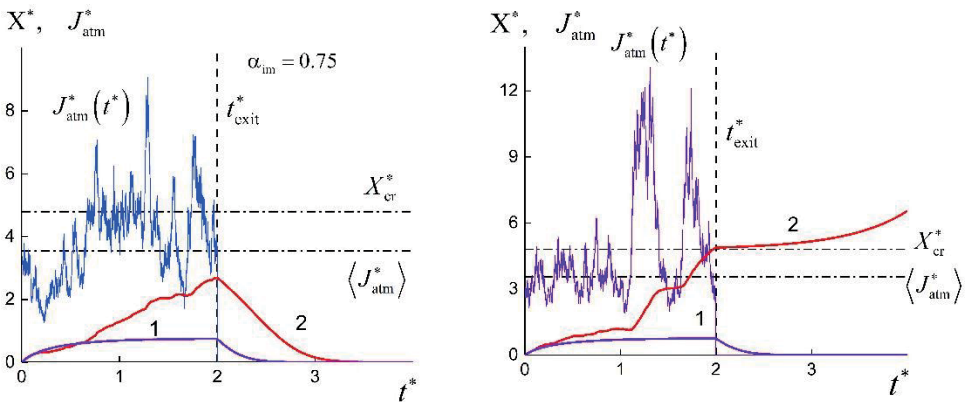 X*, J*atm
αim = 0.75
J*atm(t*)
t*exit
X*cr
⟨J*atm⟩
8
6
4
2
0
1
2
0 1 2 3
t*
X*, J*atm
J*atm(t*)
t*exit
12
9
6
3
0
2
X*cr
⟨J*atm⟩
1
0 1 2 3 4
t*